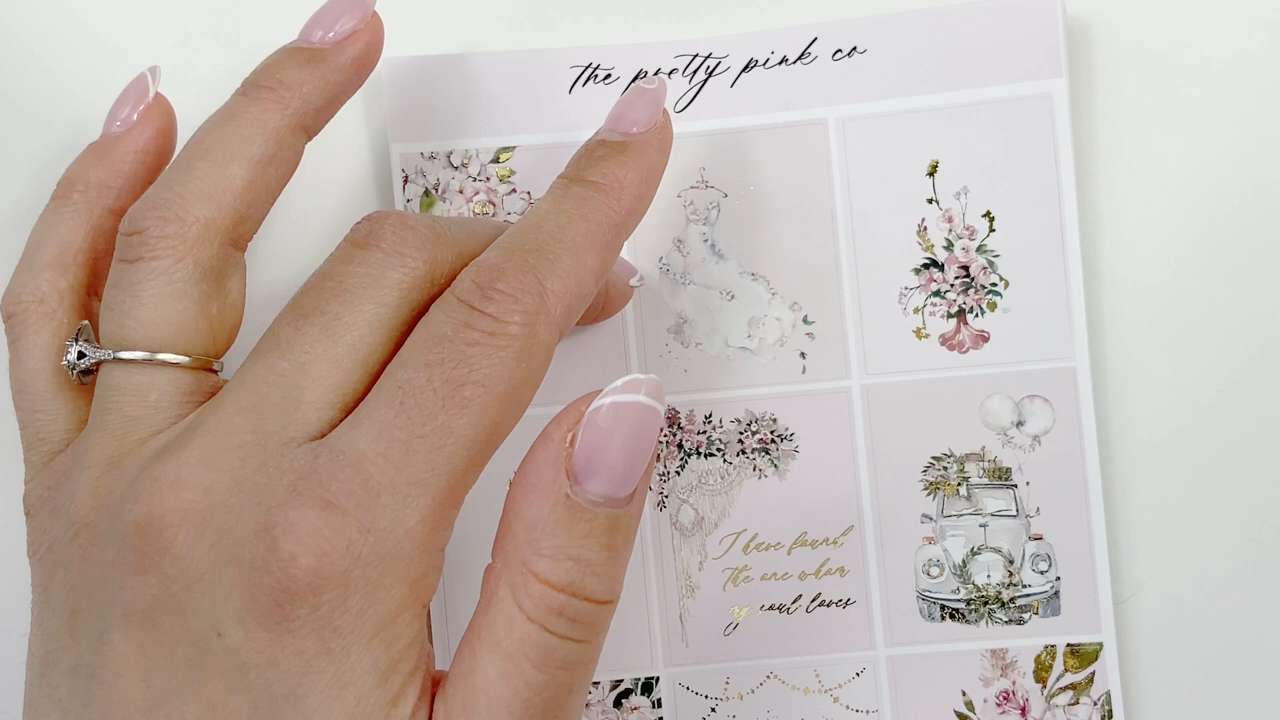 the pretty pink co
I have found
The one whom
my soul loves